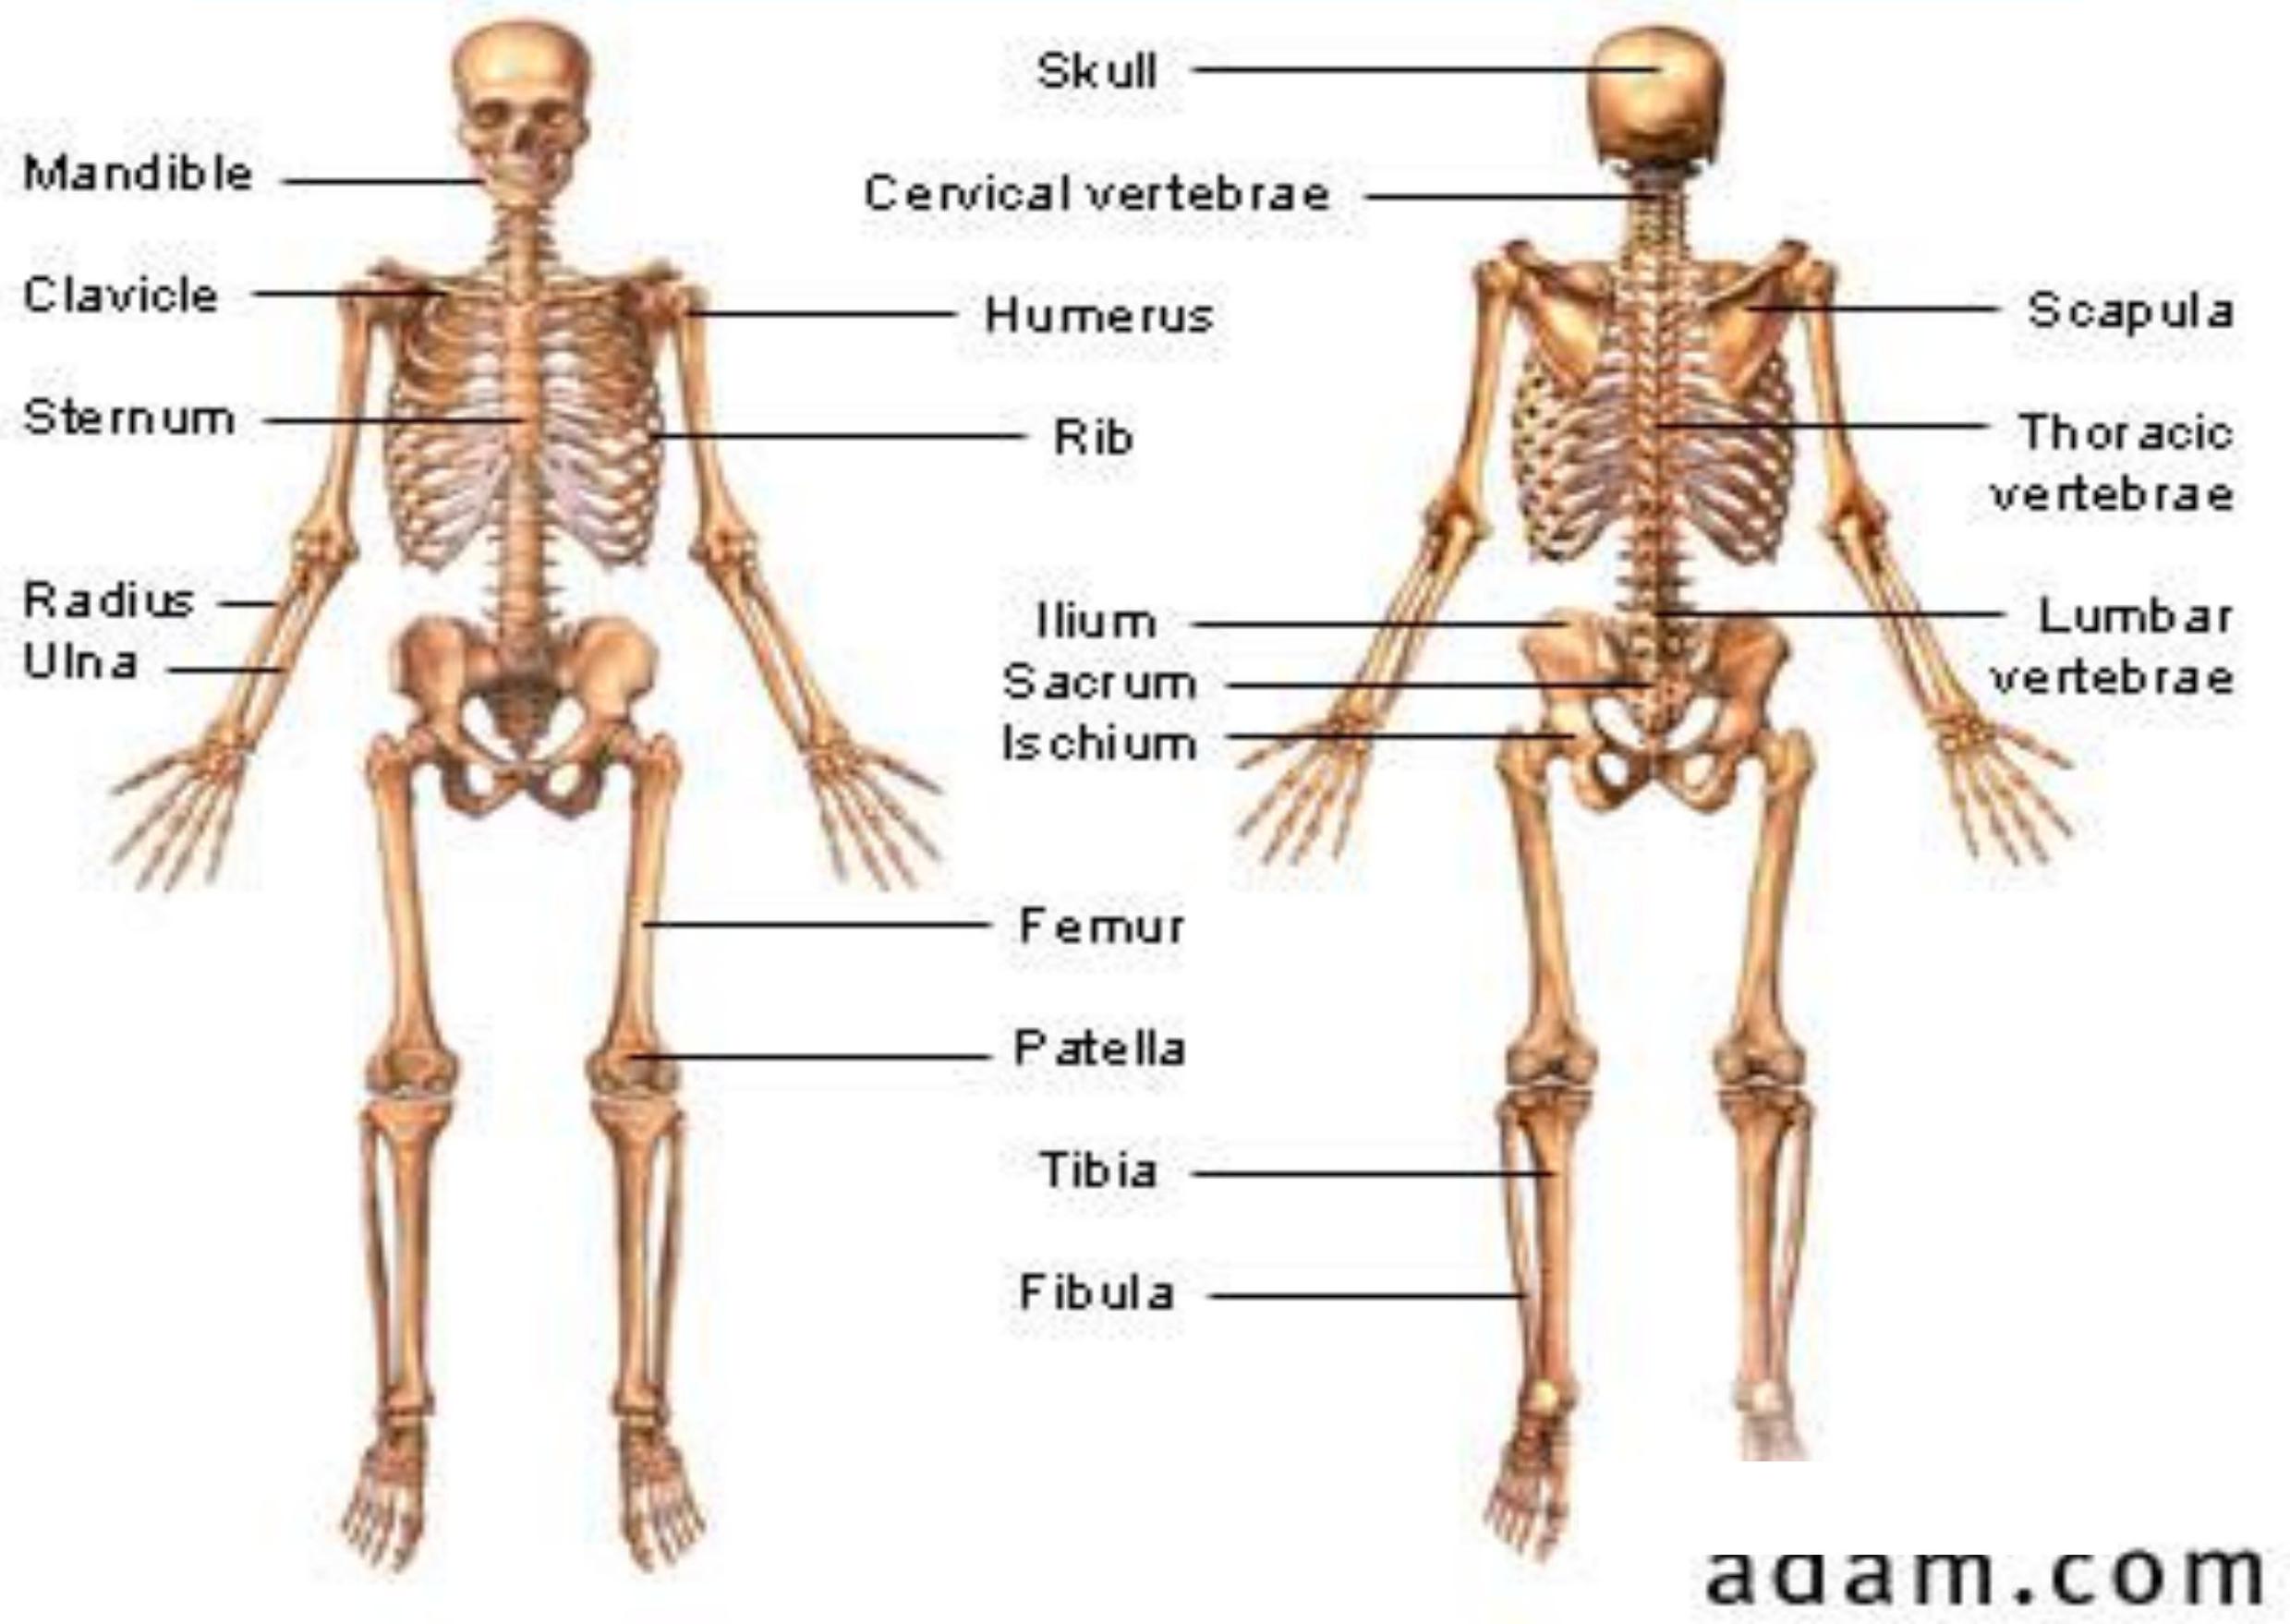 Mandible
Clavicle
Sternum
Radius
Ulna
Humerus
Rib
Femur
Patella
Skull
Cervical vertebrae
Ilium
Sacrum
Ischium
Tibia
Fibula
Scapula
Thoracic
vertebrae
Lumbar
vertebrae
adam.com